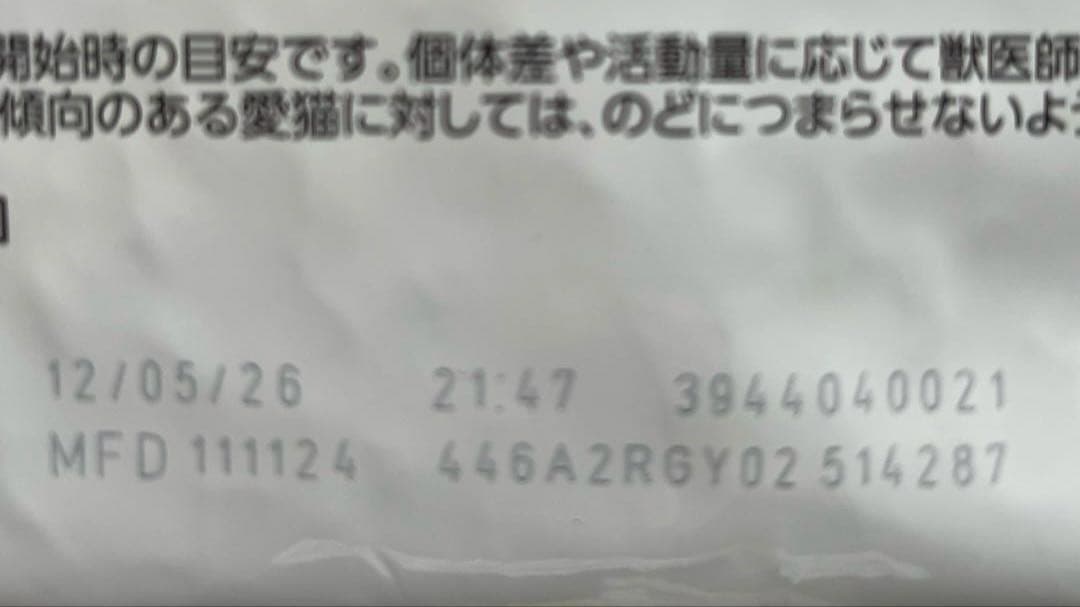 開始時の目安です。個体差や活動量に応じて獣医師
傾向のある愛猫に対しては、のどにつまらせないよう
]
12/05/26 21:47 3944040021
MFD 111124 446A2RGY02 514287